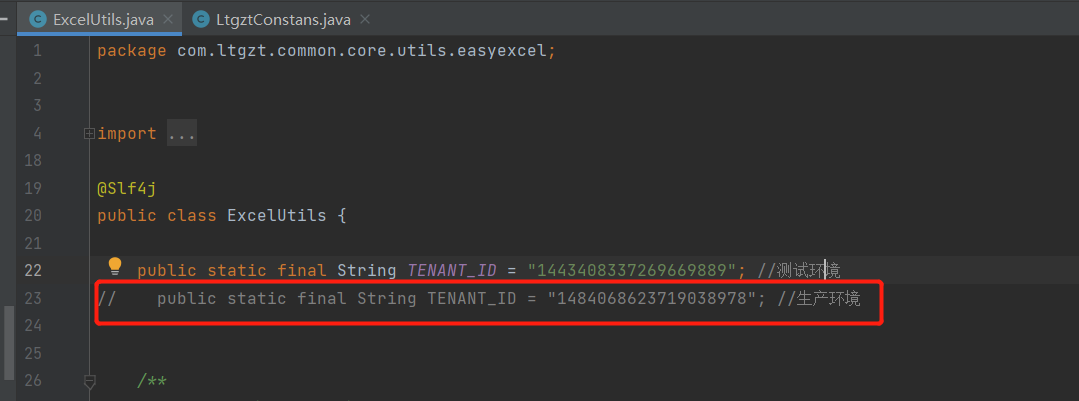 ExcelUtils.java LtgztConstans.java
1 package com.ltgzt.common.core.utils.easyexcel;
2
3
4 import ...
18
19 @Slf4j
20 public class ExcelUtils {
21
22 public static final String TENANT_ID = "1443408337269669889"; //测试环境
23 // public static final String TENANT_ID = "1484068623719038978"; //生产环境
24
25
26 /**